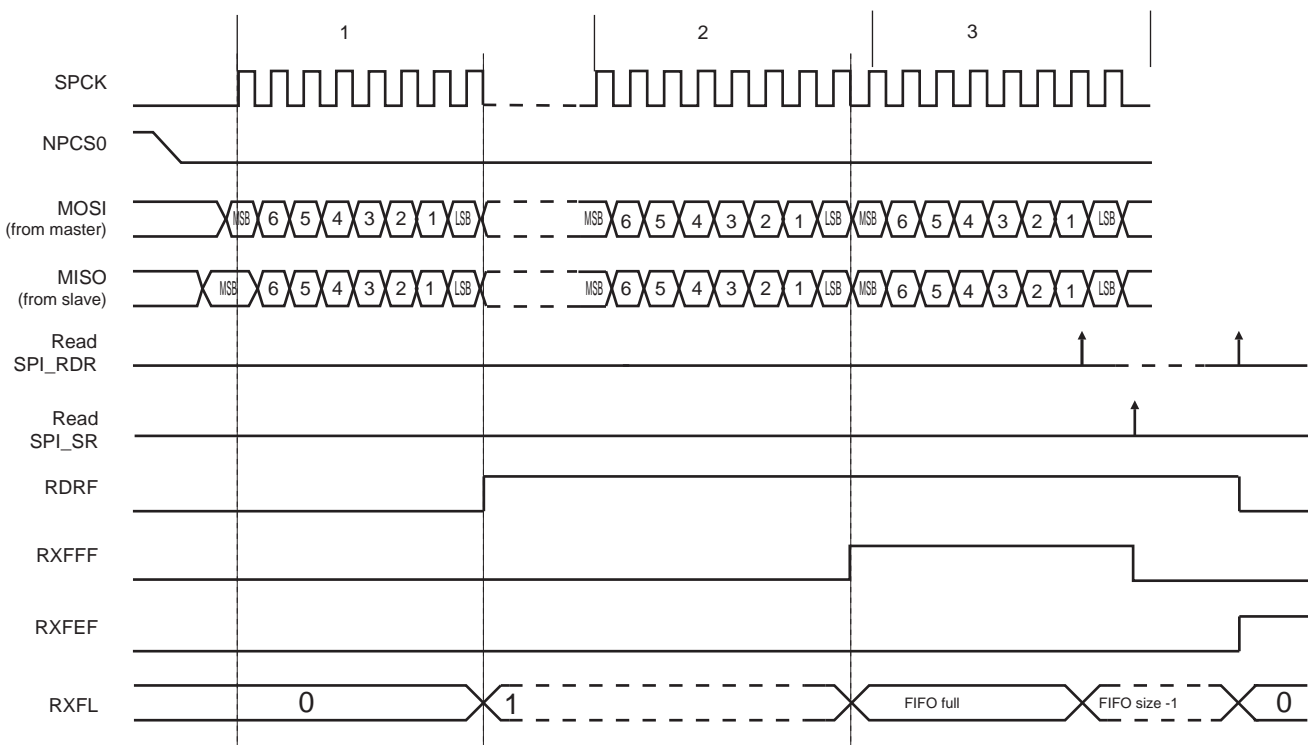 1 2 3
SPCK
NPCS0
MOSI
(from master)
MSB 6 5 4 3 2 1 LSB MSB 6 5 4 3 2 1 LSB MSB 6 5 4 3 2 1 LSB
MISO
(from slave)
MSB 6 5 4 3 2 1 LSB MSB 6 5 4 3 2 1 LSB MSB 6 5 4 3 2 1 LSB
Read
SPI_RDR
Read
SPI_SR
RDRF
RXFFF
RXFEF
RXFL 0 1 FIFO full FIFO size -1 0